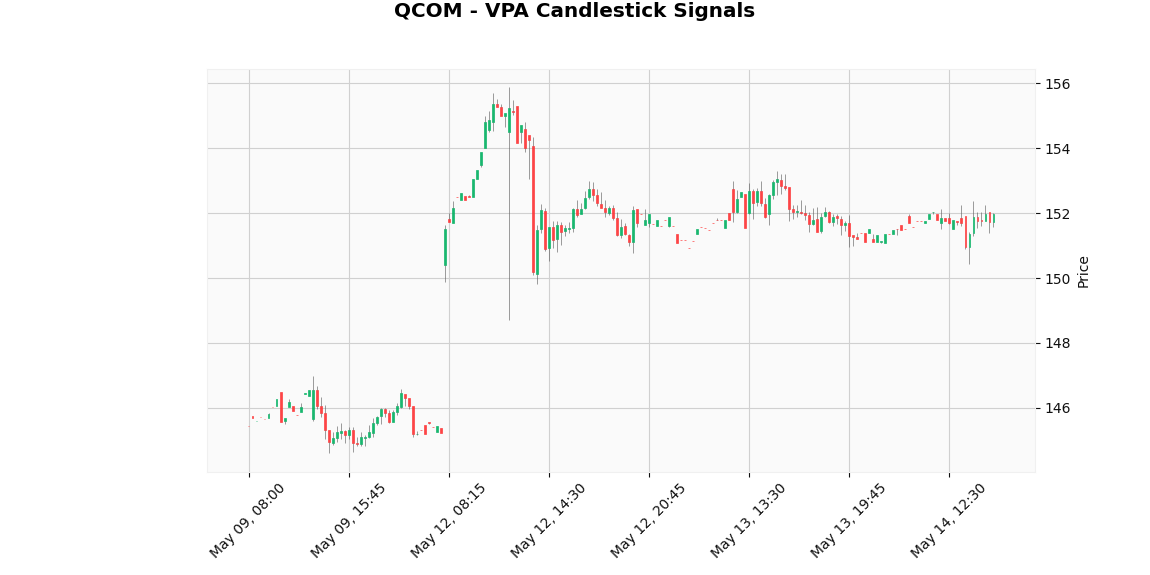 QCOM - VPA Candlestick Signals
156
154
152
150
148
146
Price
May 09, 08:00
May 09, 15:45
May 12, 08:15
May 12, 14:30
May 12, 20:45
May 13, 13:30
May 13, 19:45
May 14, 12:30